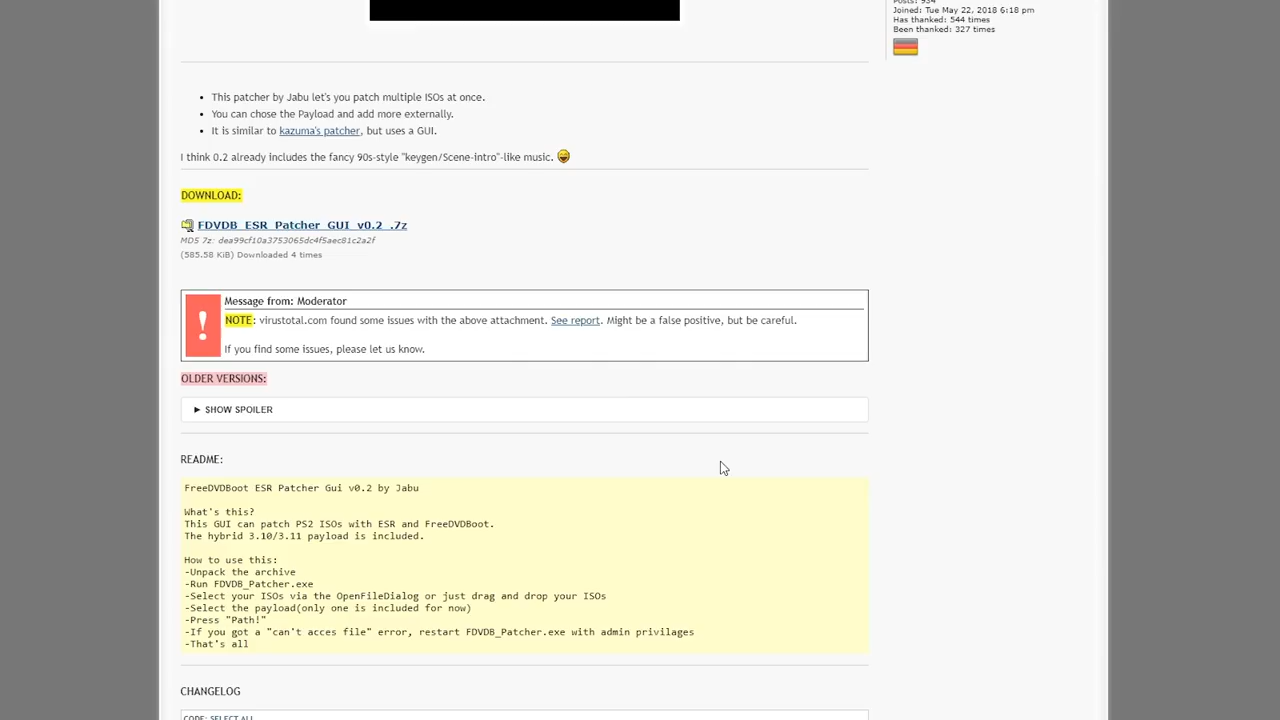 Posts: 934
Joined: Tue May 22, 2018 6:18 pm
Has thanked: 544 times
Been thanked: 327 times
• This patcher by Jabu let's you patch multiple ISOs at once.
• You can chose the Payload and add more externally.
• It is similar to kazuma's patcher, but uses a GUI.
I think 0.2 already includes the fancy 90s-style "keygen/Scene-intro"-like music.
DOWNLOAD:
FDVDB_ESR_Patcher_GUI_v0.2_.7z
MD5 7z: dea99cf10a3753065dc4f5aec81c2a2f
(585.58 KiB) Downloaded 4 times
Message from: Moderator
NOTE: virustotal.com found some issues with the above attachment. See report. Might be a false positive, but be careful.
If you find some issues, please let us know.
OLDER VERSIONS:
► SHOW SPOILER
README:
FreeDVDBoot ESR Patcher Gui v0.2 by Jabu
What's this?
This GUI can patch PS2 ISOs with ESR and FreeDVDBoot.
The hybrid 3.10/3.11 payload is included.
How to use this:
-Unpack the archive
-Run FDVDB_Patcher.exe
-Select your ISOs via the OpenFileDialog or just drag and drop your ISOs
-Select the payload(only one is included for now)
-Press "Path!"
-If you got a "can't acces file" error, restart FDVDB_Patcher.exe with admin privilages
-That's all
CHANGELOG
CODE: SELECT ALL